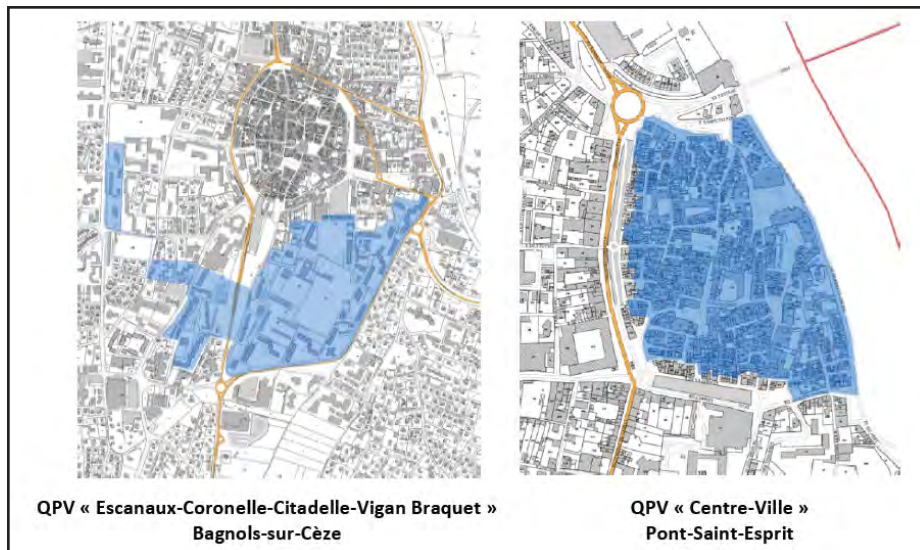 QPV « Escanaux-Coronelle-Citadelle-Vigan Braquet »
Bagnols-sur-Cèze
QPV « Centre-Ville »
Pont-Saint-Esprit